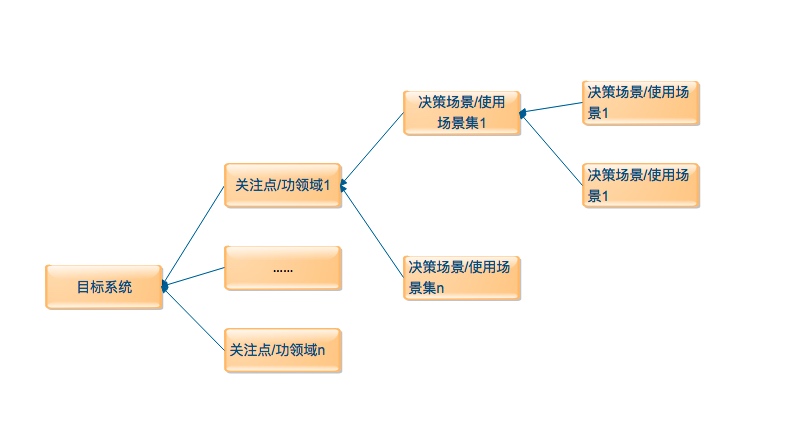 决策场景/使用
场景集1
决策场景/使用场
景1
关注点/功领域1
决策场景/使用场
景1
......
目标系统
决策场景/使用场
景集n
关注点/功领域n